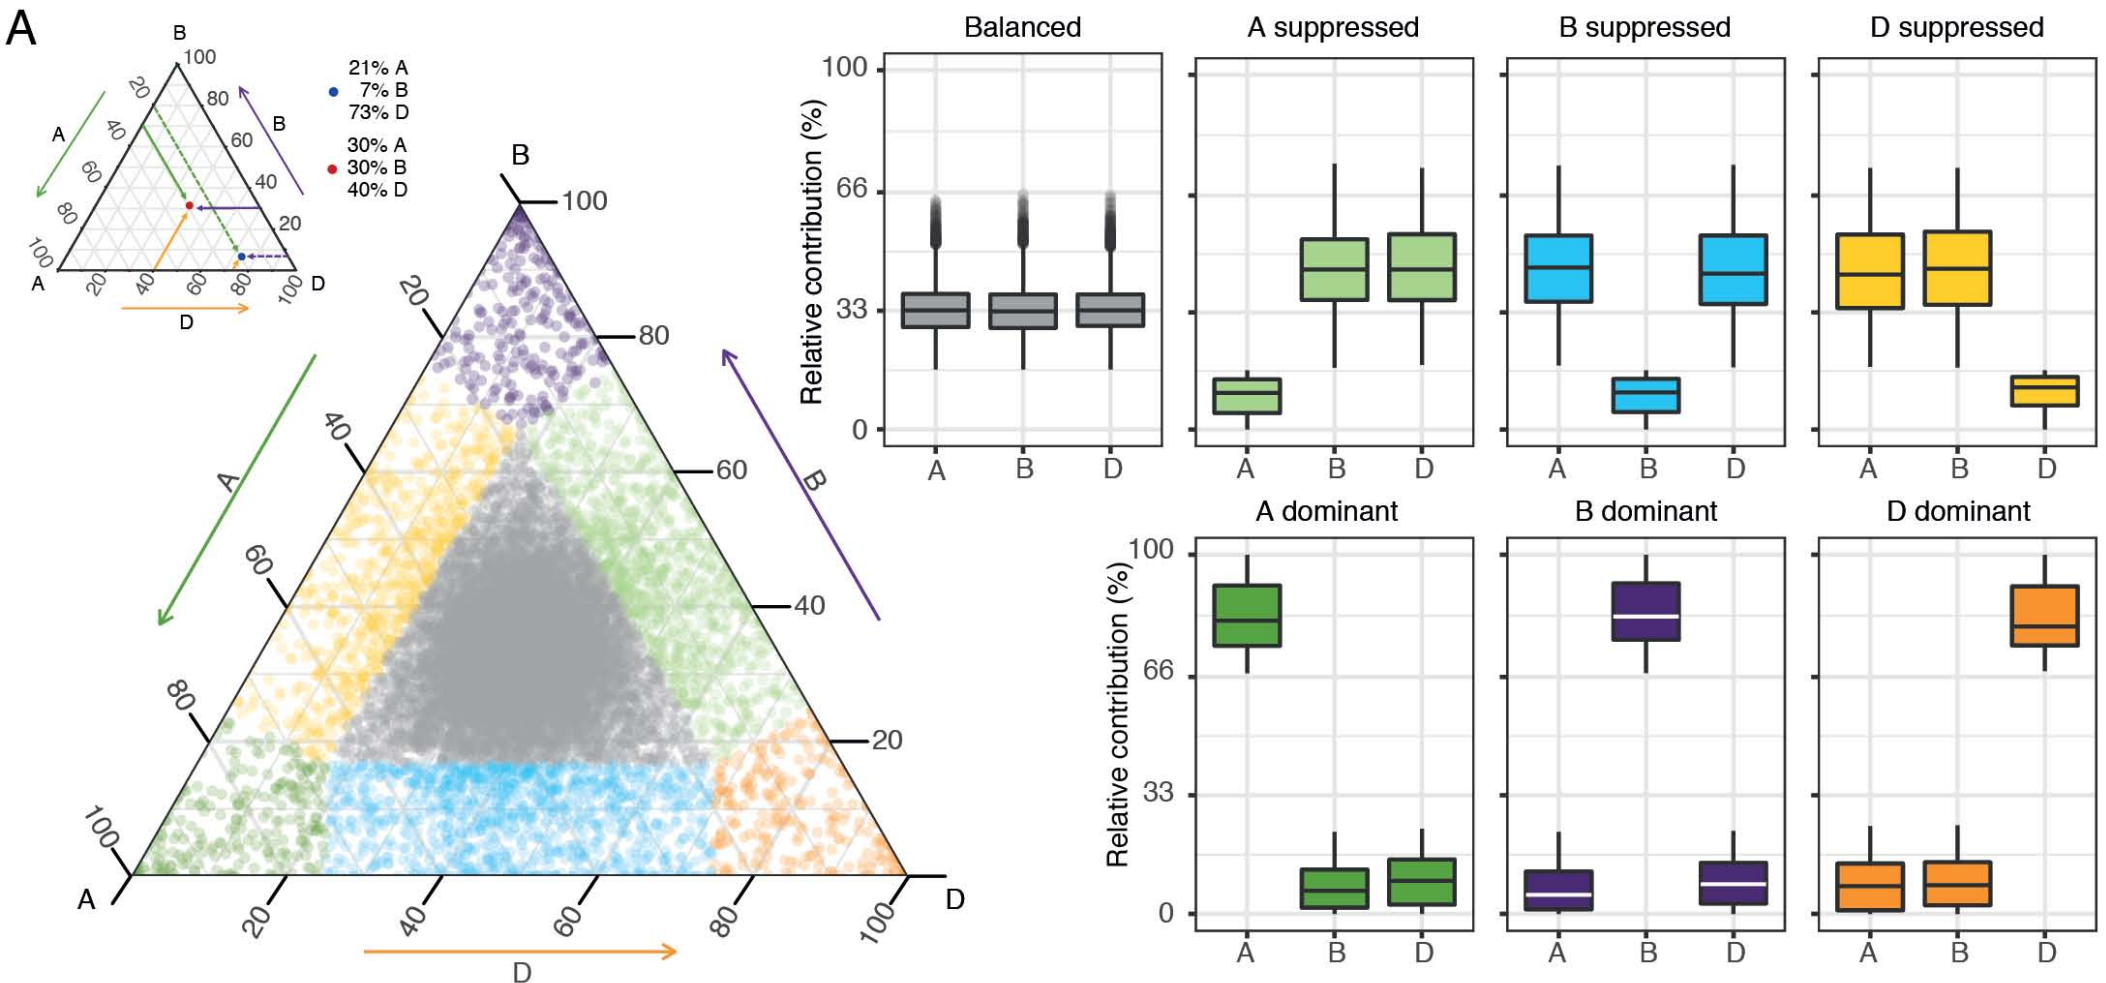 A
B
100
80
60
40
20
20
40
60
80
100
A
B
A
D
20
40
60
80
100
D
21% A
7% B
73% D
30% A
30% B
40% D
B
100
80
60
40
20
20
40
60
80
100
A
B
A
D
20
40
60
80
100
D
Balanced
Relative contribution (%)
100
66
33
0
A B D
A suppressed
A B D
B suppressed
A B D
D suppressed
A B D
A dominant
Relative contribution (%)
100
66
33
0
A B D
B dominant
A B D
D dominant
A B D